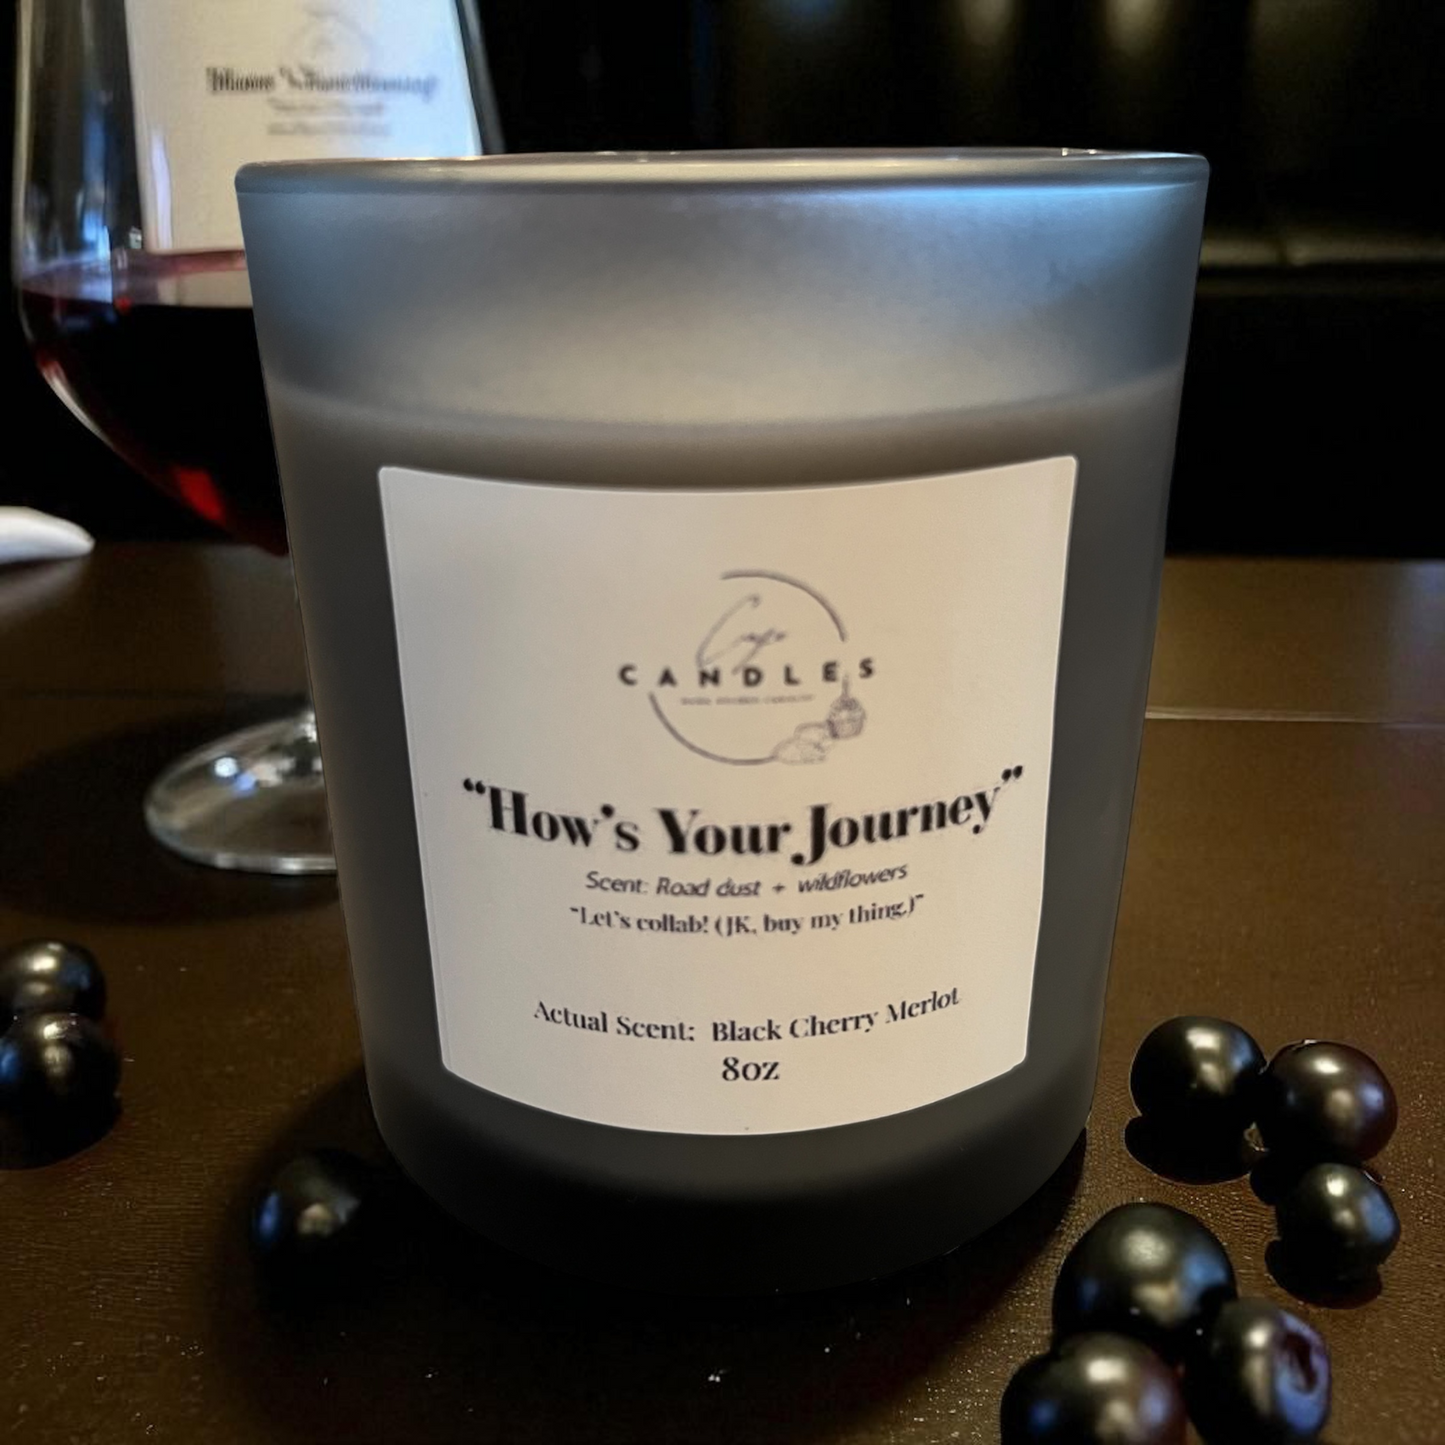 CANDLES
“How’s Your Journey”
Scent: Road dust + wildflowers
“Let’s collab! (JK, buy my thing.)”
Actual Scent: Black Cherry Merlot
8oz